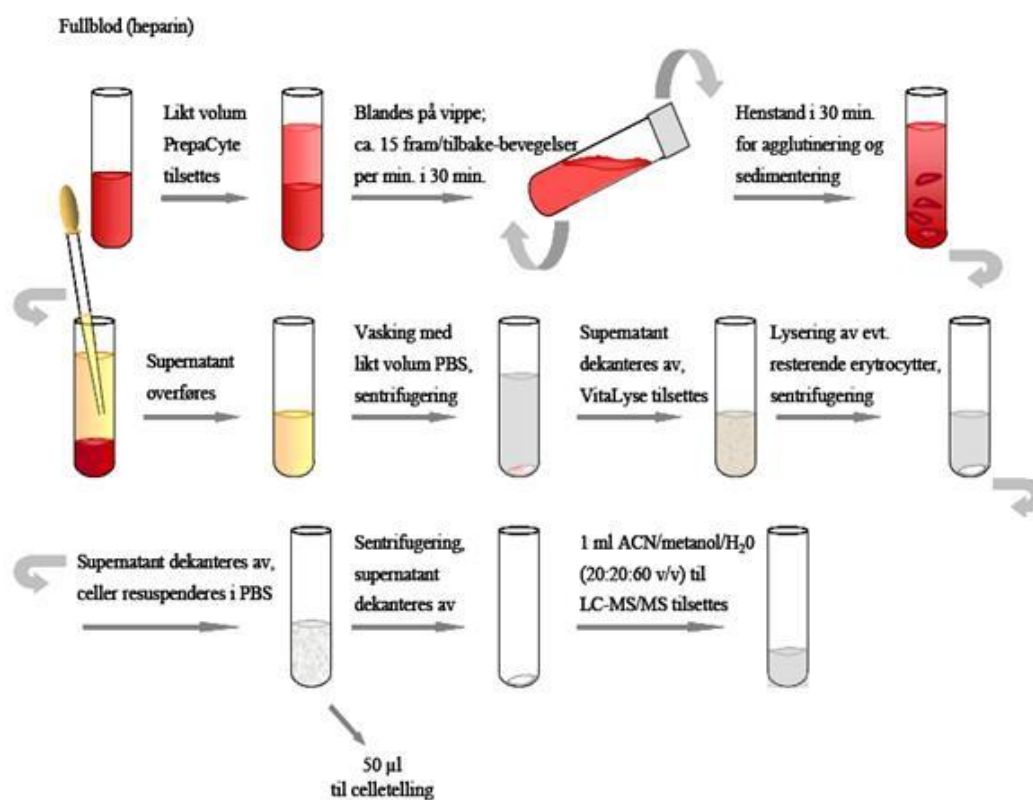 Fullblod (heparin)
Likt volum
PrepaCyte
tilsettes
Blandes på vippe;
ca. 15 fram/tilbake-bevegelser
per min. i 30 min.
Henstand i 30 min.
for agglutinering og
sedimentering
Supernatant
overføres
Vasking med
likt volum PBS,
sentrifugering
Supernatant
dekanteres av,
VitaLyse tilsettes
Lysering av evt.
resterende erytrocytter,
sentrifugering
Supernatant dekanteres av,
celler resuspenderes i PBS
Sentrifugering,
supernatant
dekanteres av
1 ml ACN/metanol/H₂0
(20:20:60 v/v) til
LC-MS/MS tilsettes
50 µl
til celletelling